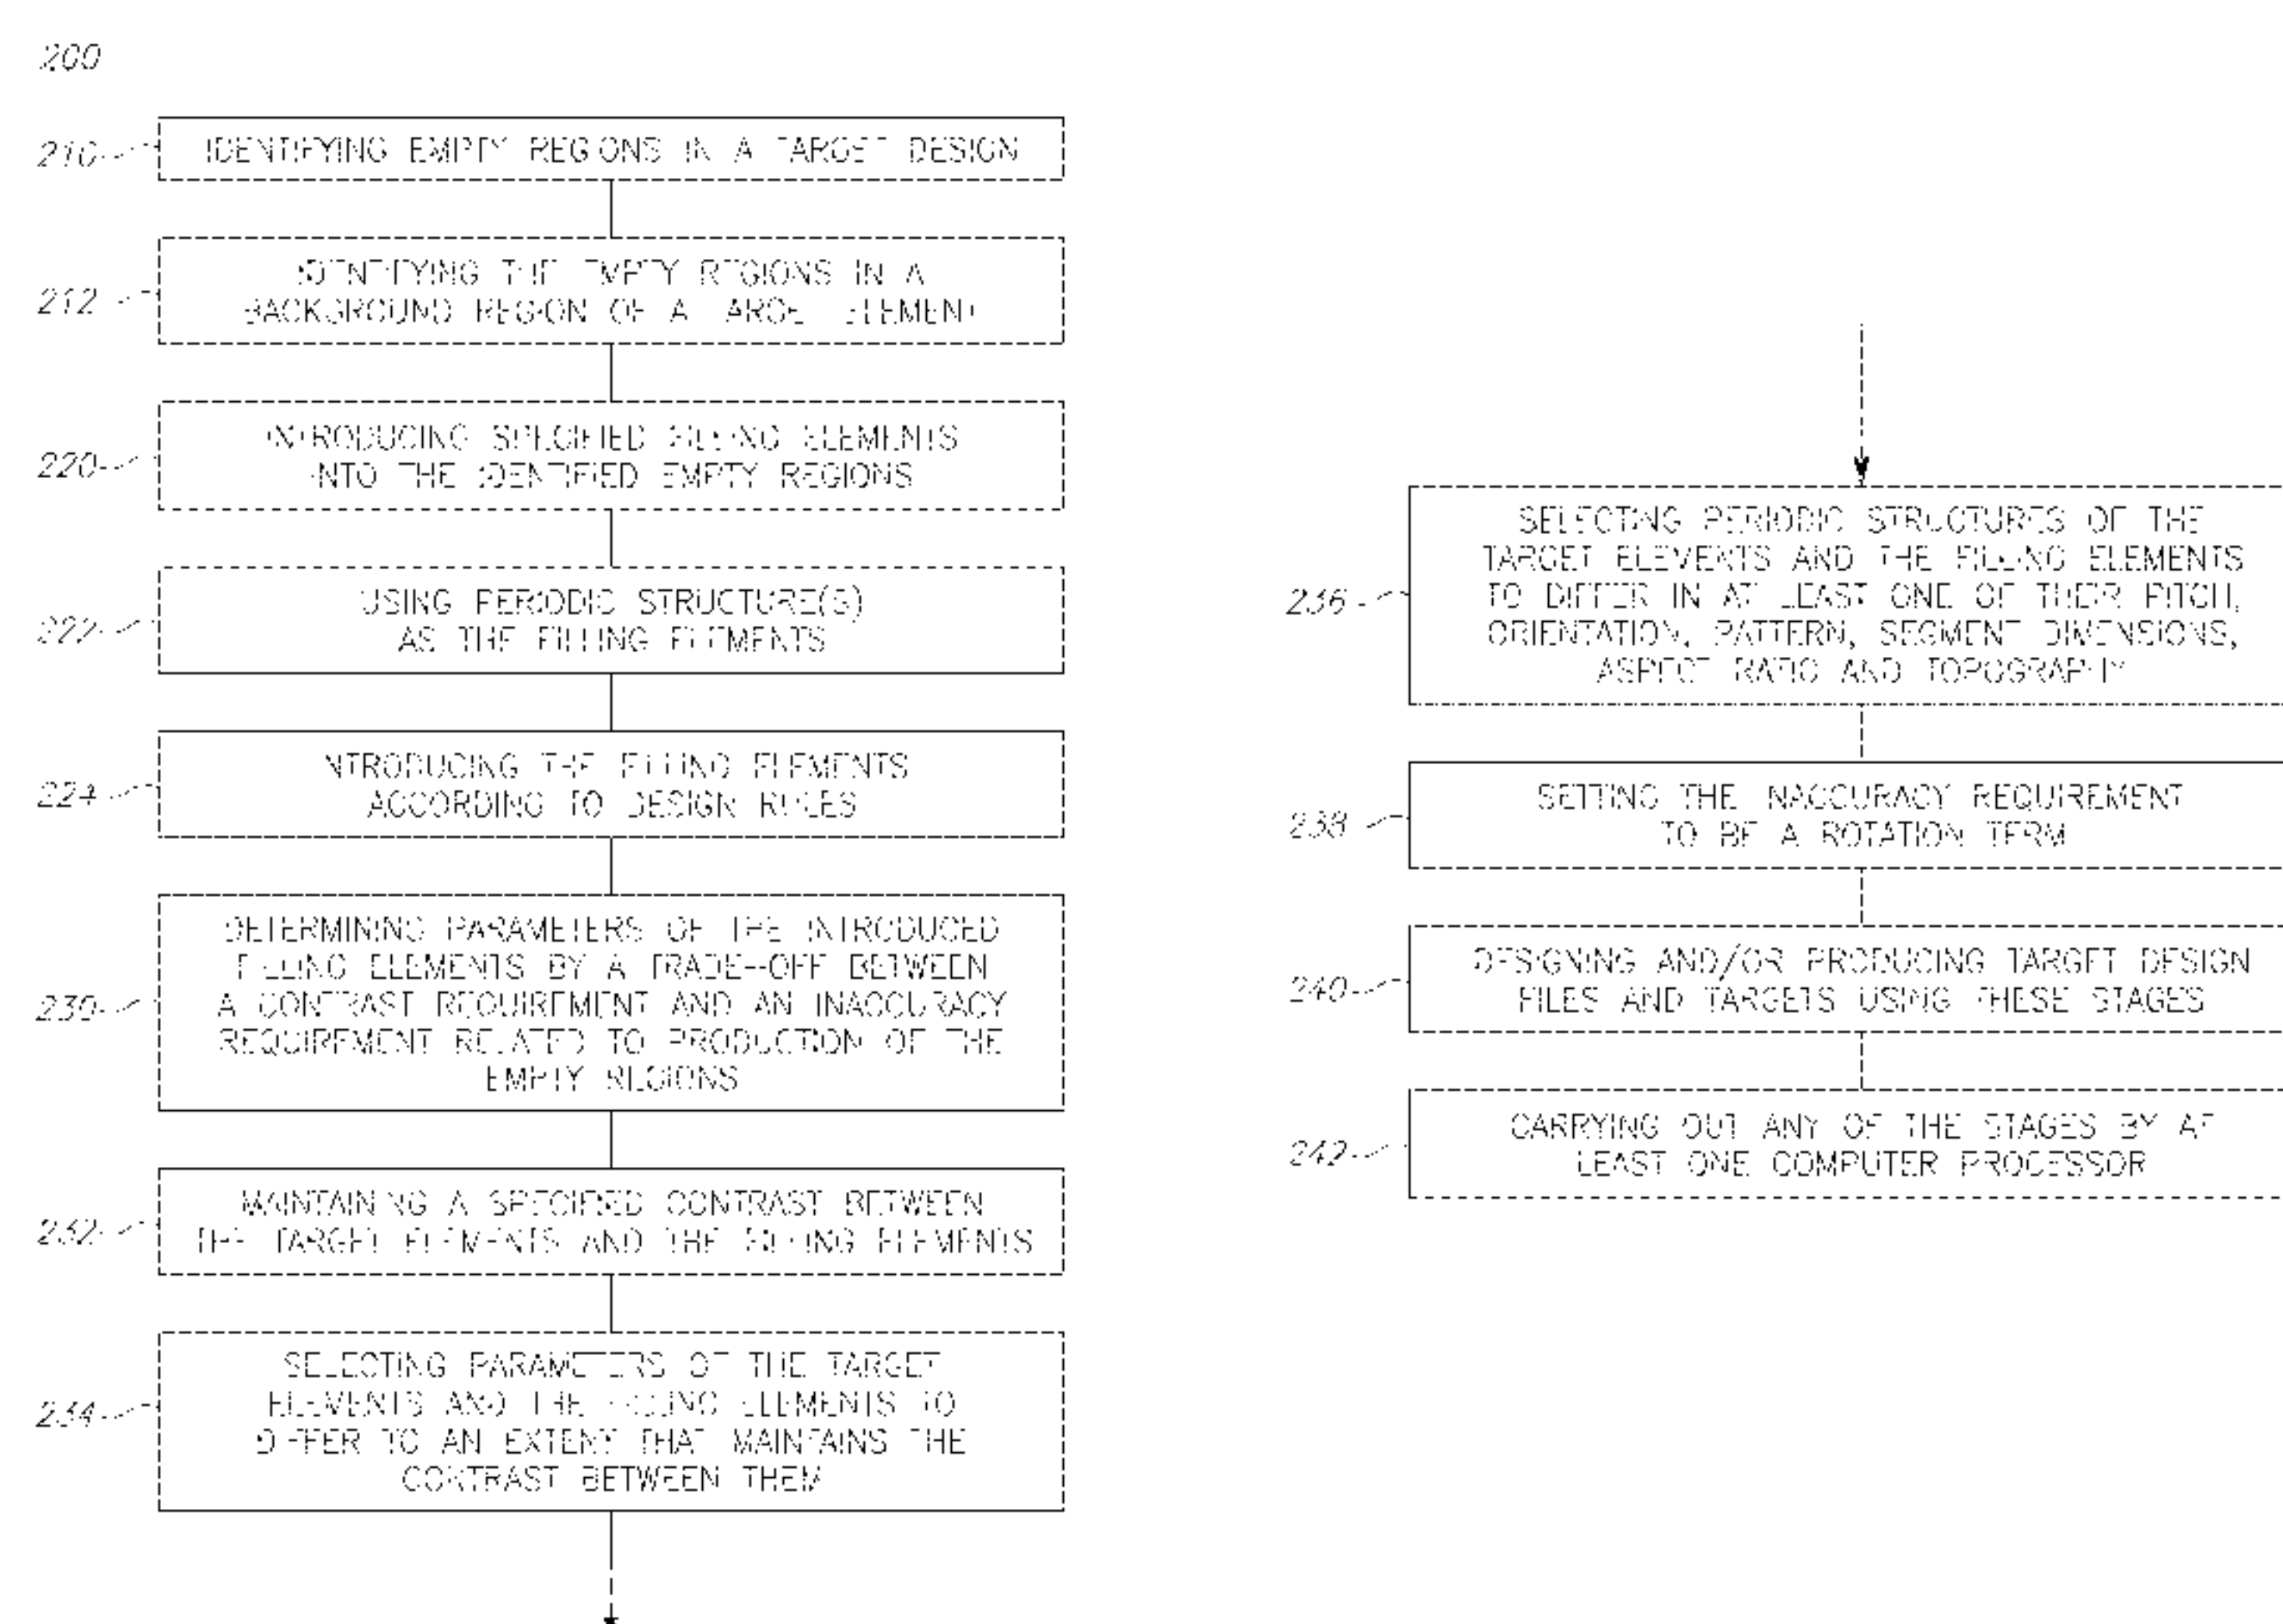 200
210
IDENTIFYING EMPTY REGIONS IN A TARGET DESIGN
212
IDENTIFYING THE EMPTY REGIONS IN A
BACKGROUND REGION OF A TARGET ELEMENT
220
INTRODUCING SPECIFIED FILLING ELEMENTS
INTO THE IDENTIFIED EMPTY REGIONS
222
USING PERIODIC STRUCTURE(S)
AS THE FILLING ELEMENTS
224
INTRODUCING THE FILLING ELEMENTS
ACCORDING TO DESIGN RULES
230
DETERMINING PARAMETERS OF THE INTRODUCED
FILLING ELEMENTS BY A TRADE-OFF BETWEEN
A CONTRAST REQUIREMENT AND AN INACCURACY
REQUIREMENT RELATED TO PRODUCTION OF THE
EMPTY REGIONS
232
MAINTAINING A SPECIFIED CONTRAST BETWEEN
THE TARGET ELEMENTS AND THE FILLING ELEMENTS
234
SELECTING PARAMETERS OF THE TARGET
ELEMENTS AND THE FILLING ELEMENTS TO
DIFFER TO AN EXTENT THAT MAINTAINS THE
CONTRAST BETWEEN THEM
236
SELECTING PERIODIC STRUCTURES OF THE
TARGET ELEMENTS AND THE FILLING ELEMENTS
TO DIFFER IN AT LEAST ONE OF THEIR PITCH,
ORIENTATION, PATTERN, SEGMENT DIMENSIONS,
ASPECT RATIO AND TOPOGRAPHY
238
SETTING THE INACCURACY REQUIREMENT
TO BE A ROTATION TERM
240
DESIGNING AND/OR PRODUCING TARGET DESIGN
FILES AND TARGETS USING THESE STAGES
242
CARRYING OUT ANY OF THE STAGES BY AT
LEAST ONE COMPUTER PROCESSOR